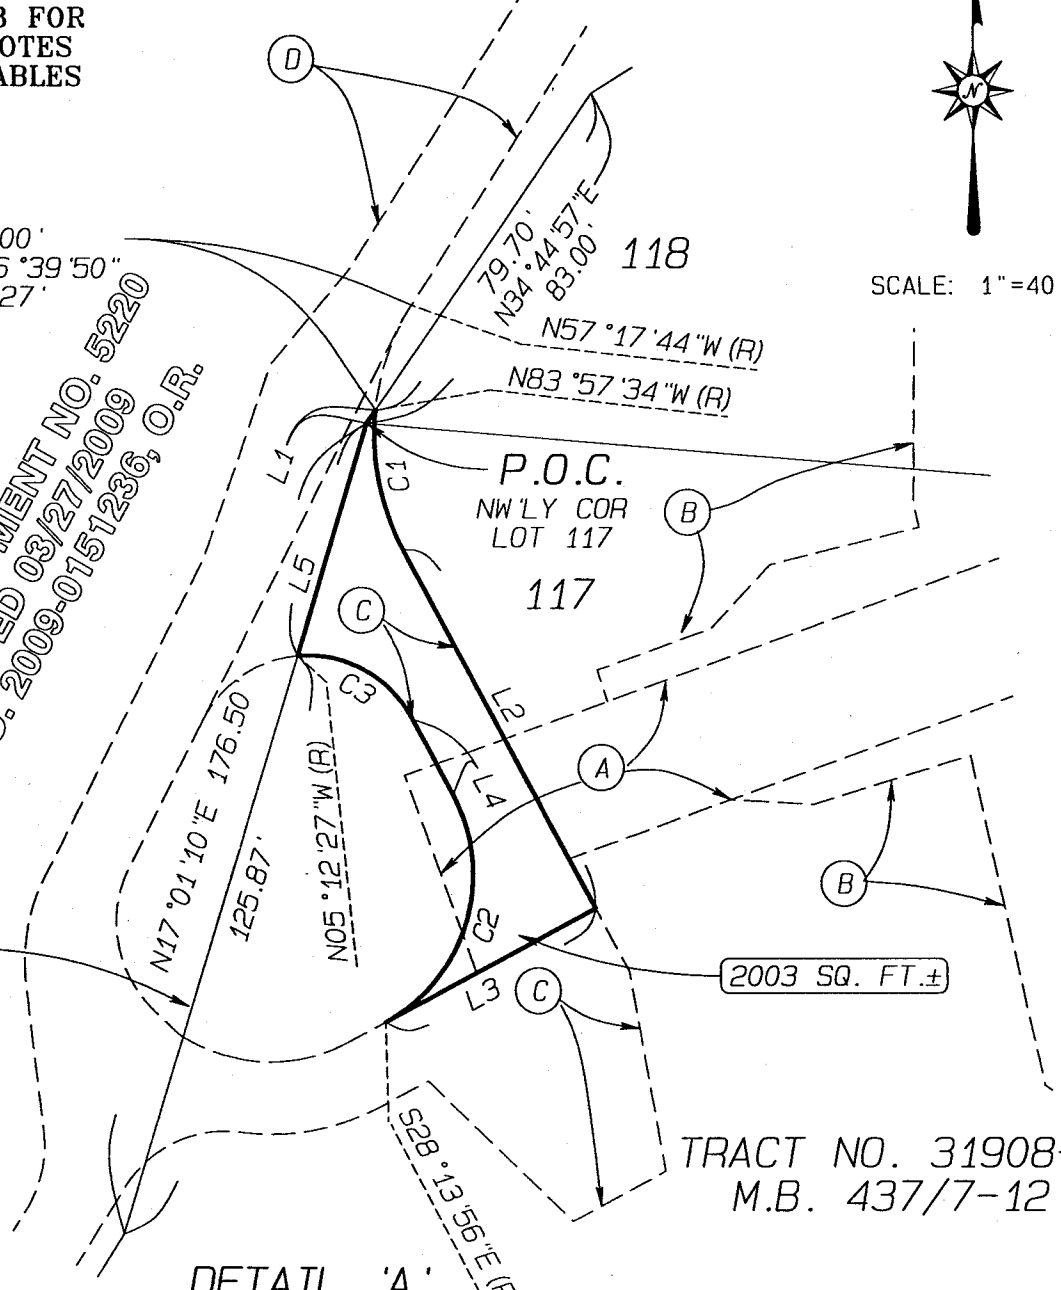 B FOR
OTES
ABLES
D
N
00'
6°39'50"
27'
79.70'
N34°44'57"E
83.00'
118
SCALE: 1"=40
N57°17'44"W (R)
N83°57'34"W (R)
MENT NO. 5220
ED 03/27/2009
O. 2009-0151236, O.R.
L1
C1
P.O.C.
NW'LY COR
LOT 117
B
117
L5
C
C3
L2
A
L4
N17°01'10"E 176.50
125.87'
N05°12'27"W (R)
B
C2
L3
C
2003 SQ. FT.±
S28°13'56"E (R
TRACT NO. 31908-
M.B. 437/7-12
DETAIL 'A'